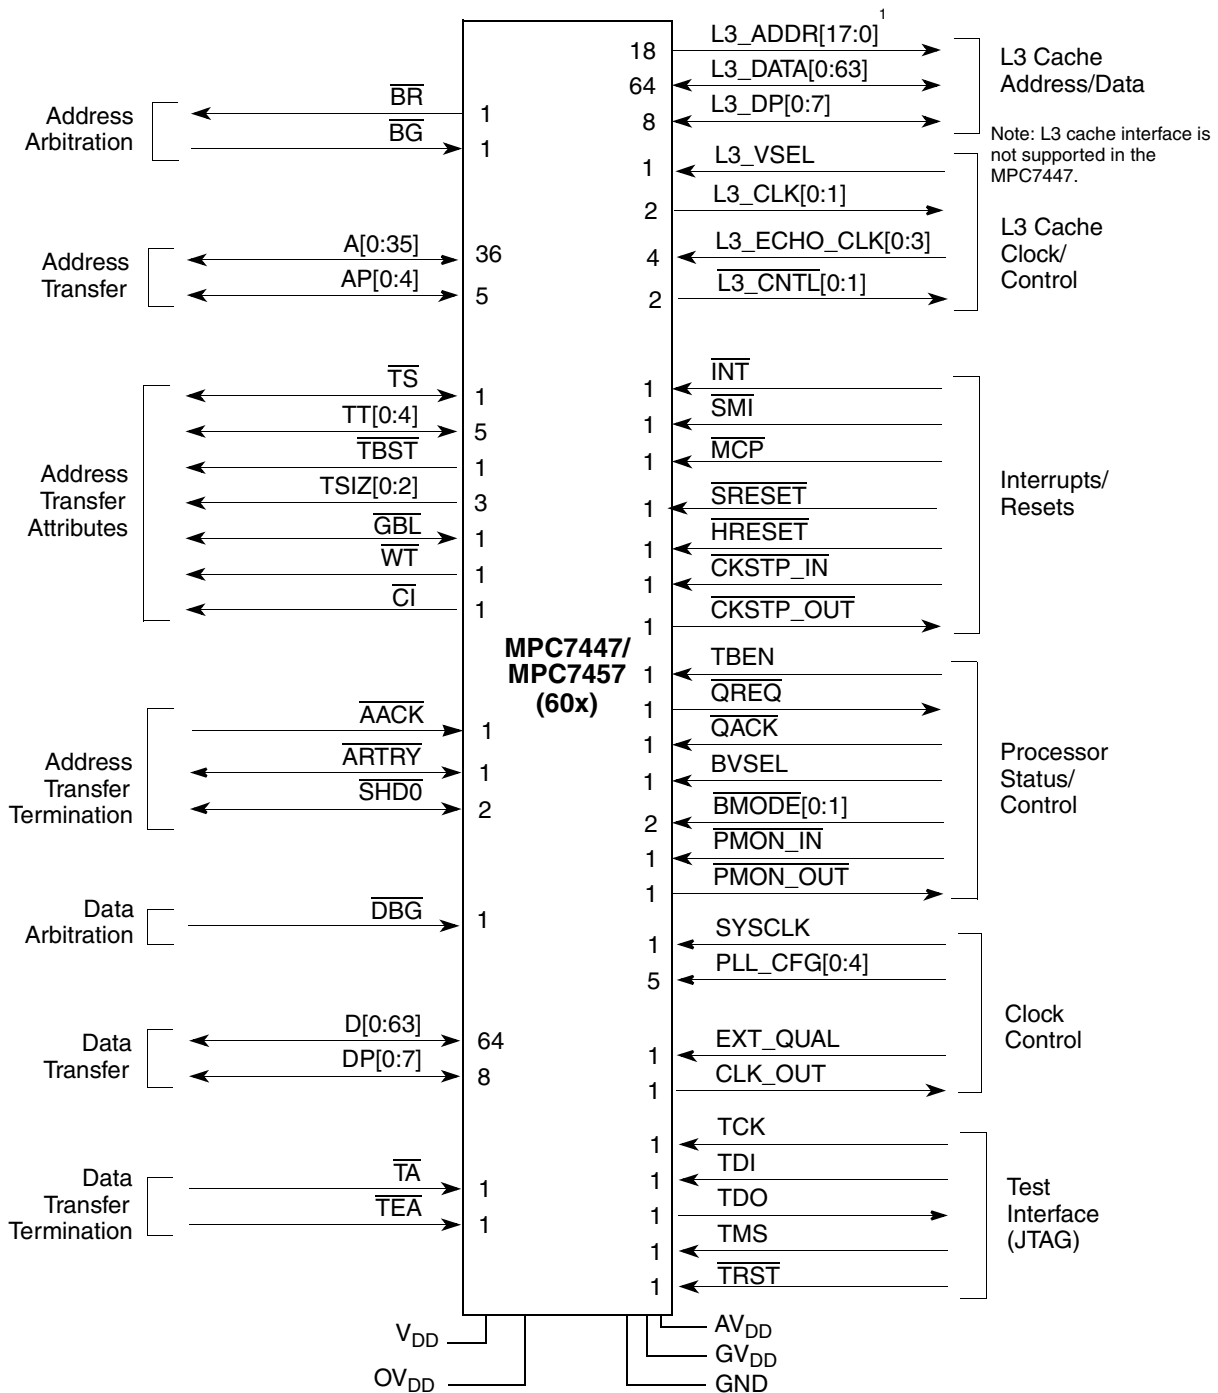 Address
Arbitration
BR
1
BG
1
Address
Transfer
A[0:35]
36
AP[0:4]
5
Address
Transfer
Attributes
TS
1
TT[0:4]
5
TBST
1
TSIZ[0:2]
3
GBL
1
WT
1
CI
1
Address
Transfer
Termination
AACK
1
ARTRY
1
SHD0
2
Data
Arbitration
DBG
1
Data
Transfer
D[0:63]
64
DP[0:7]
8
Data
Transfer
Termination
TA
1
TEA
1
MPC7447/
MPC7457
(60x)
18
L3_ADDR[17:0]1
64
L3_DATA[0:63]
8
L3_DP[0:7]
L3 Cache
Address/Data
Note: L3 cache interface is
not supported in the
MPC7447.
1
L3_VSEL
2
L3_CLK[0:1]
4
L3_ECHO_CLK[0:3]
2
L3_CNTL[0:1]
L3 Cache
Clock/
Control
1
INT
1
SMI
1
MCP
1
SRESET
1
HRESET
1
CKSTP_IN
1
CKSTP_OUT
Interrupts/
Resets
1
TBEN
1
QREQ
1
QACK
1
BVSEL
2
BMODE[0:1]
1
PMON_IN
1
PMON_OUT
Processor
Status/
Control
1
SYSCLK
5
PLL_CFG[0:4]
1
EXT_QUAL
1
CLK_OUT
Clock
Control
1
TCK
1
TDI
1
TDO
1
TMS
1
TRST
Test
Interface
(JTAG)
VDD
OVDD
AVDD
GVDD
GND